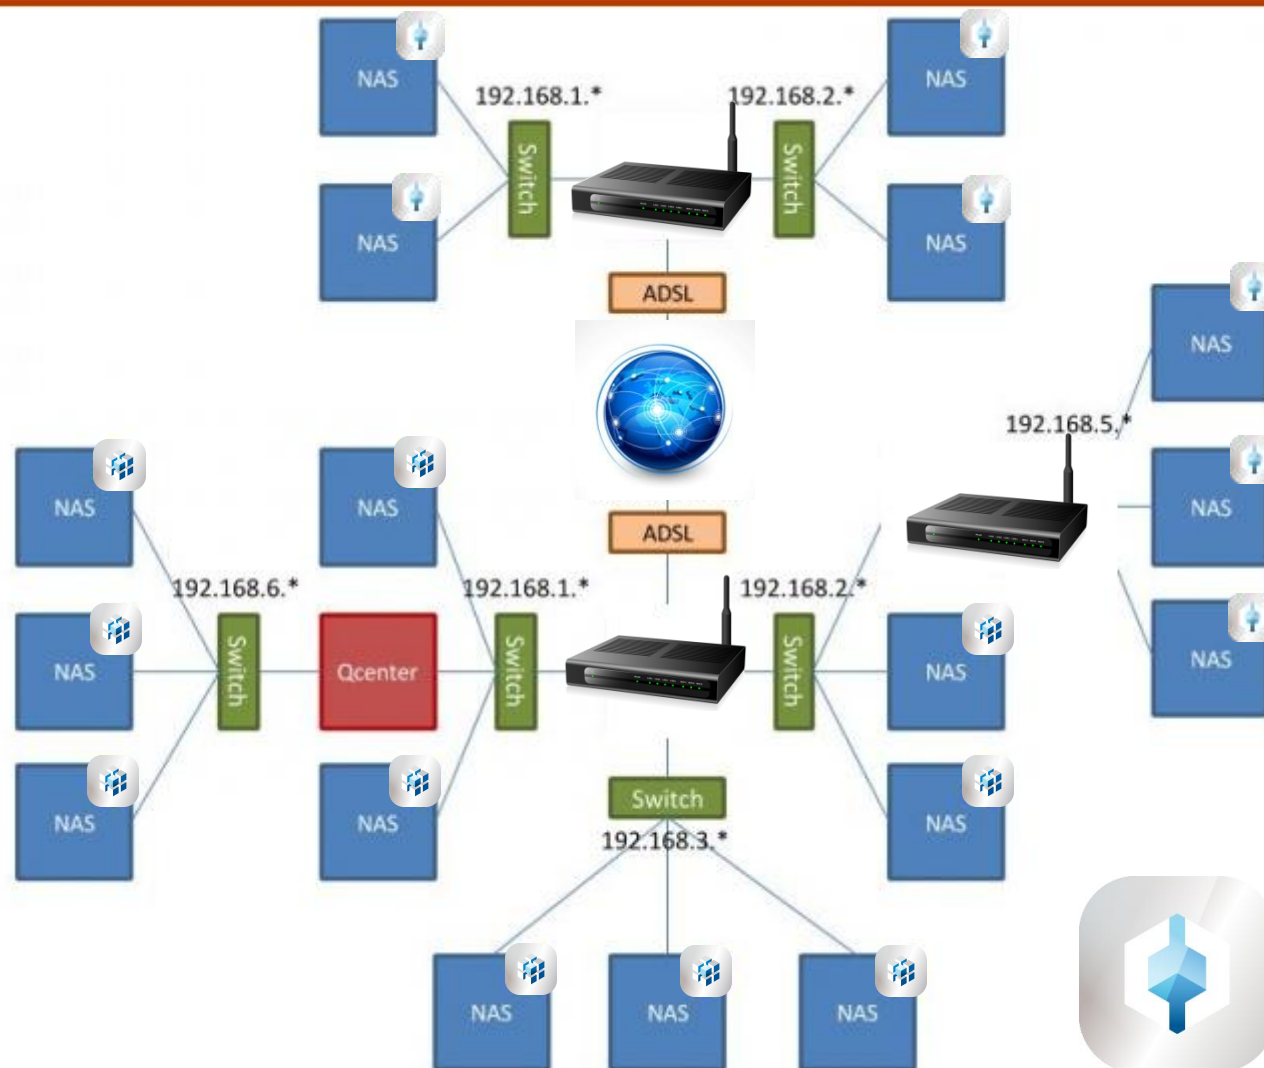 NAS
192.168.1.*
192.168.2.*
NAS
Switch
Switch
NAS
NAS
ADSL
NAS
192.168.5.*
NAS
NAS
ADSL
NAS
192.168.6.*
192.168.1.*
192.168.2.*
NAS
Switch
Qcenter
Switch
Switch
NAS
NAS
NAS
NAS
Switch
NAS
192.168.3.*
NAS
NAS
NAS
NAS